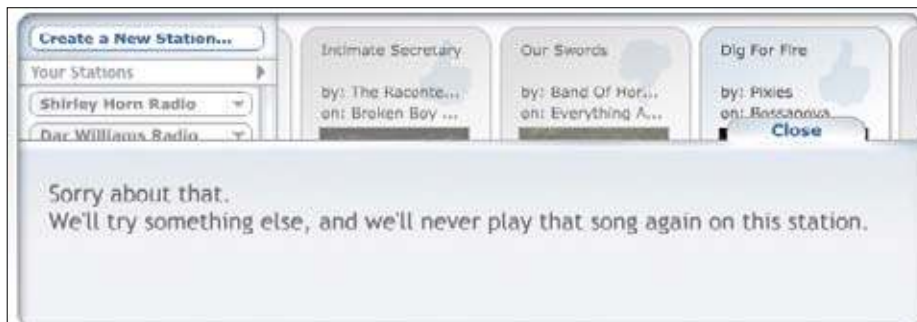 Create a New Station...
Your Stations
Shirley Horn Radio
Dar Williams Radio
Intimate Secretary
by: The Raconte...
on: Broken Boy ...
Our Swords
by: Band Of Hor...
on: Everything A...
Dig For Fire
by: Pixies
on: Bossanova
Close
Sorry about that.
We'll try something else, and we'll never play that song again on this station.